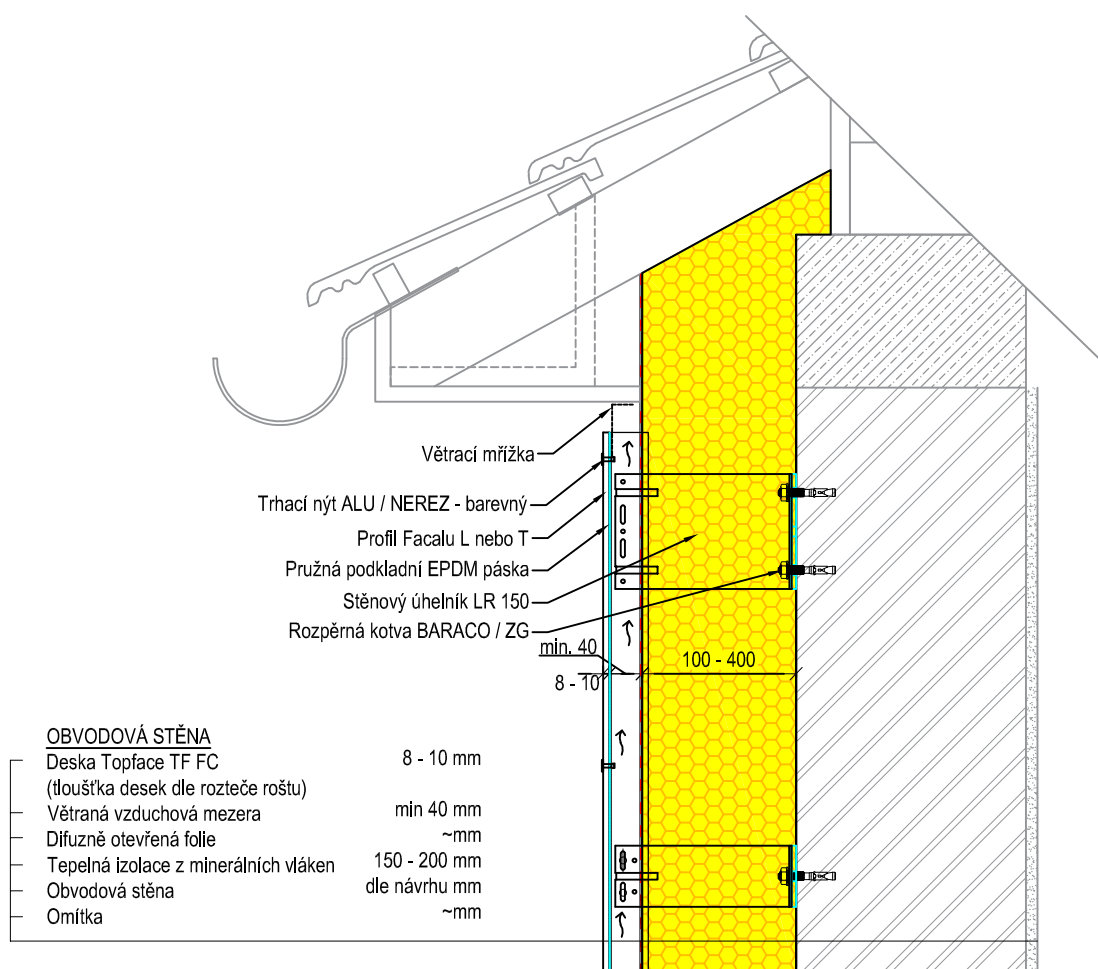 Větrací mřížka
Trhací nýt ALU / NEREZ - barevný
Profil Facalu L nebo T
Pružná podkladní EPDM páska
Stěnový úhelník LR 150
Rozpěrná kotva BARACO / ZG
min. 40
100 - 400
8 - 10
OBVODOVÁ STĚNA
Deska Topface TF FC 8 - 10 mm
(tloušťka desek dle rozteče roštu)
Větraná vzduchová mezera min 40 mm
Difuzně otevřená folie ~mm
Tepelná izolace z minerálních vláken 150 - 200 mm
Obvodová stěna dle návrhu mm
Omítka ~mm